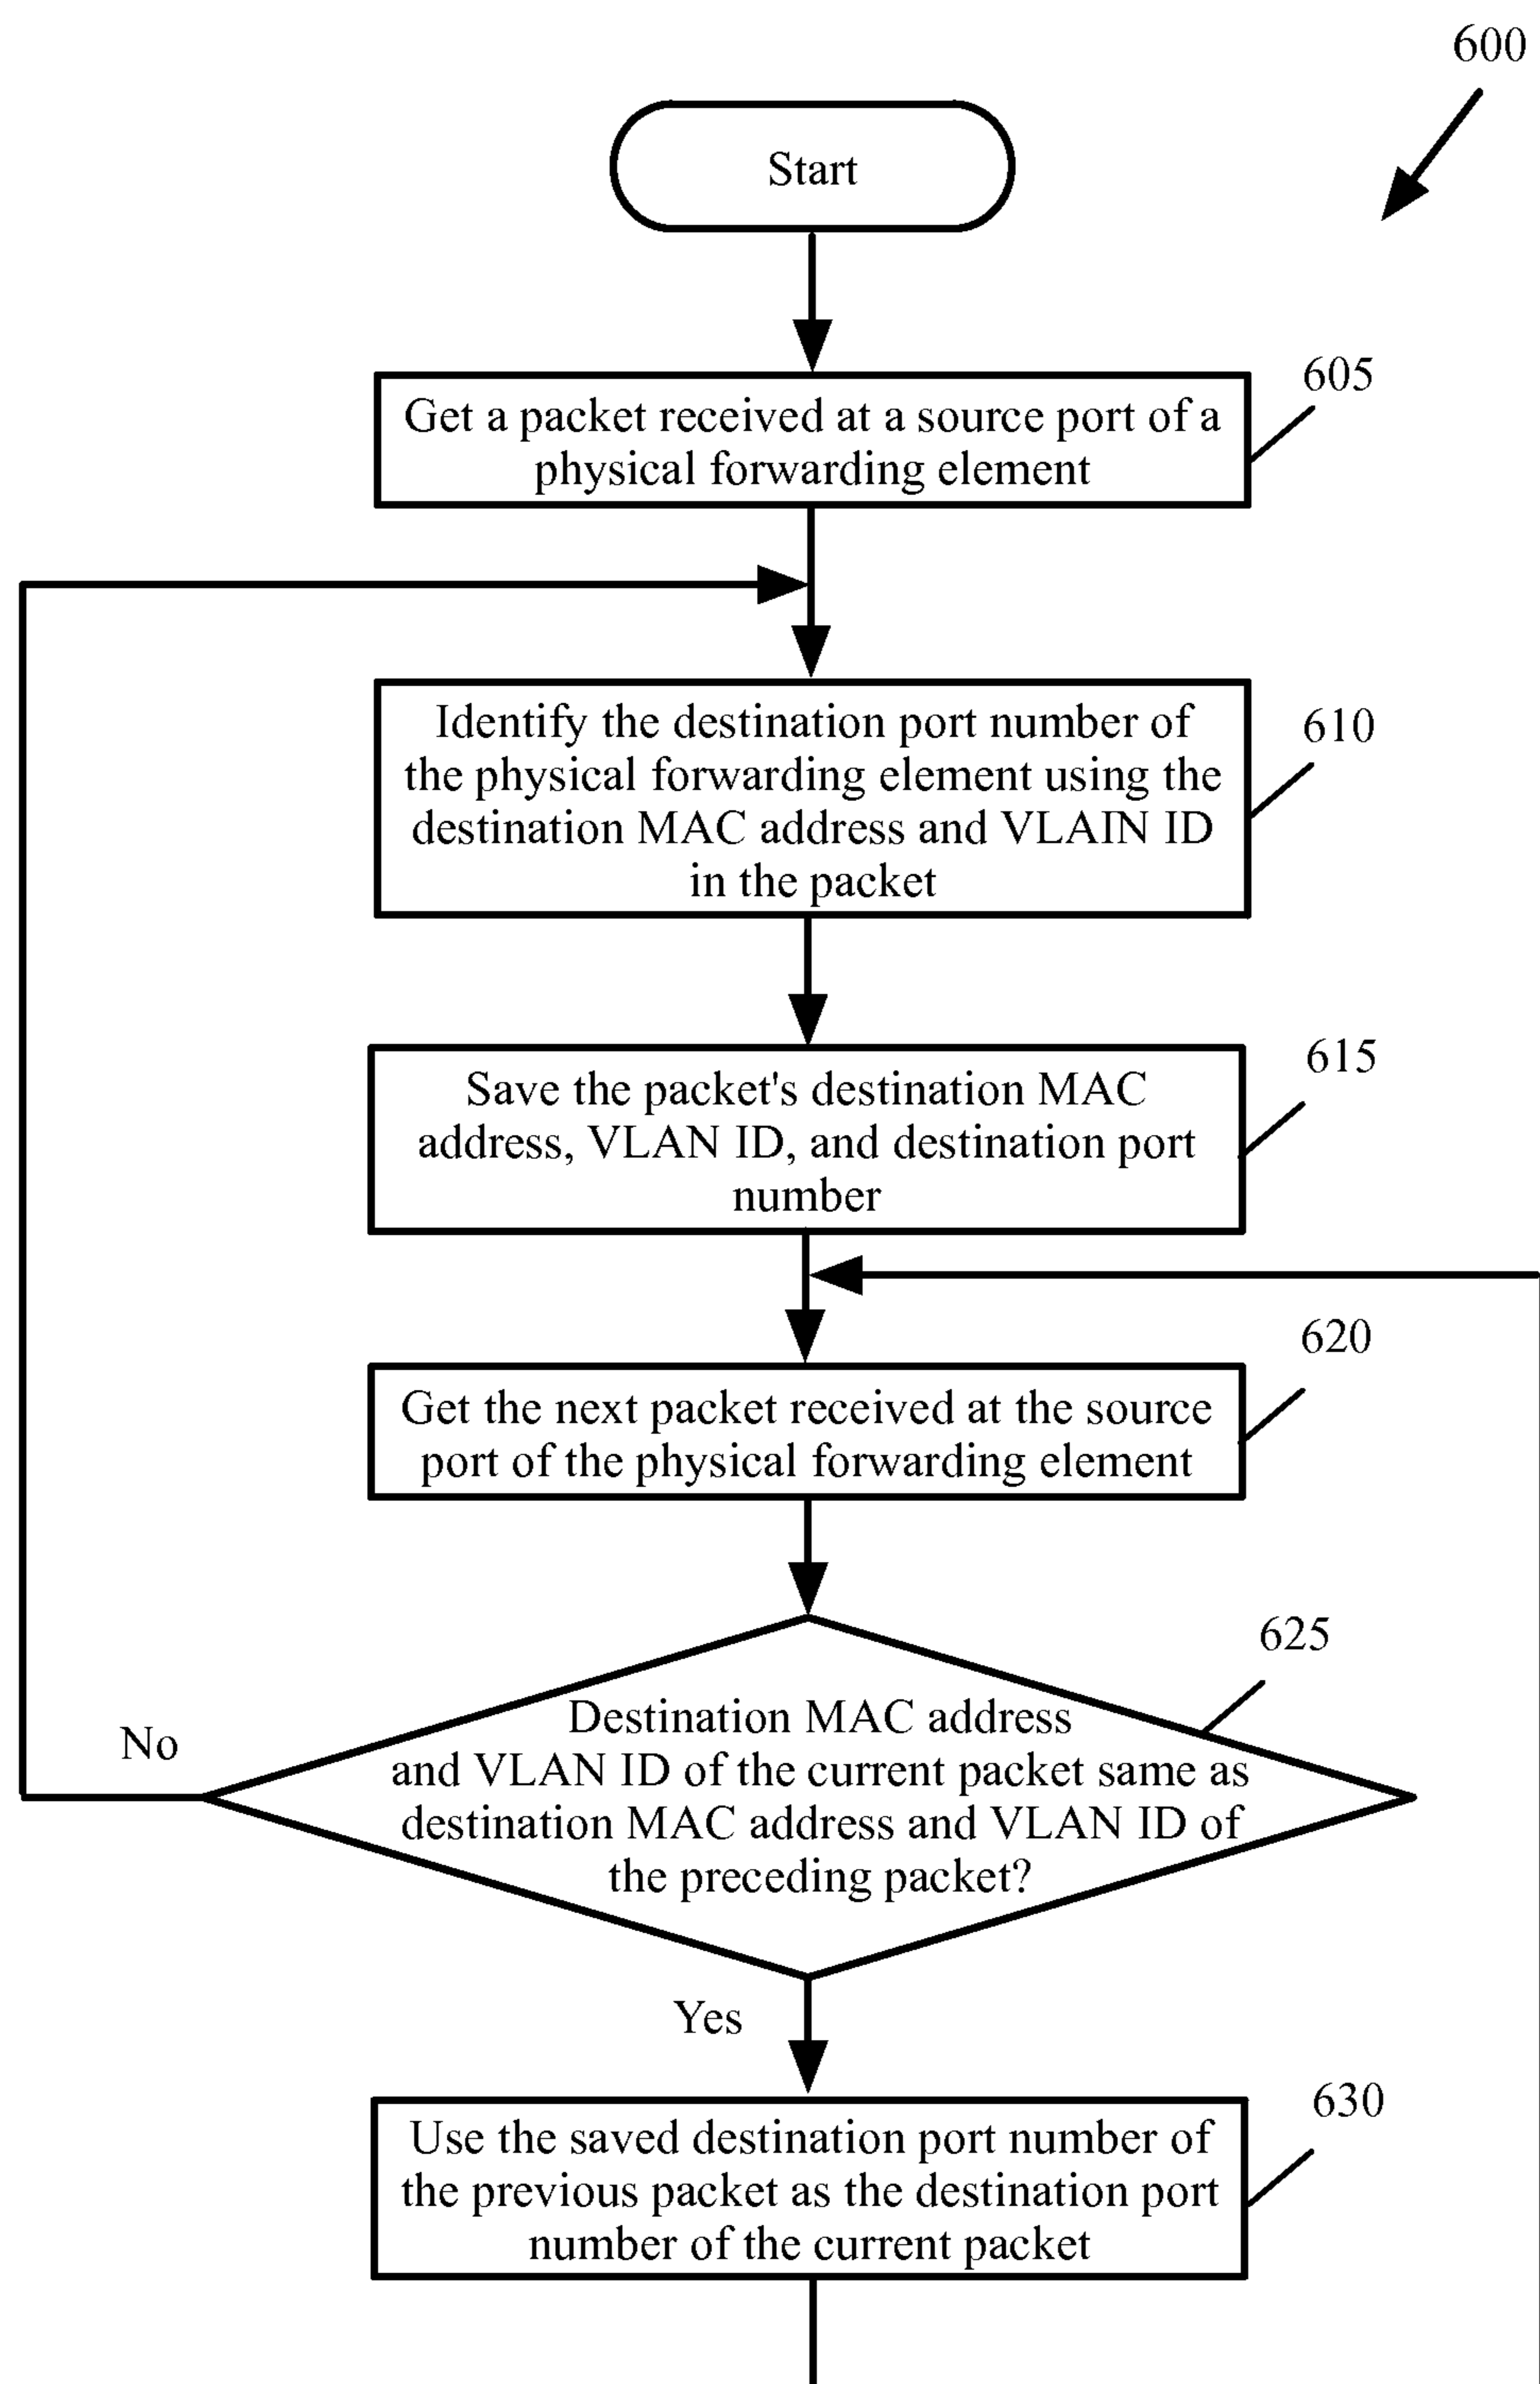 600
Start
605
Get a packet received at a source port of a
physical forwarding element
610
Identify the destination port number of
the physical forwarding element using the
destination MAC address and VLAIN ID
in the packet
615
Save the packet's destination MAC
address, VLAN ID, and destination port
number
620
Get the next packet received at the source
port of the physical forwarding element
625
Destination MAC address
and VLAN ID of the current packet same as
destination MAC address and VLAN ID of
the preceding packet?
No
Yes
630
Use the saved destination port number of
the previous packet as the destination port
number of the current packet